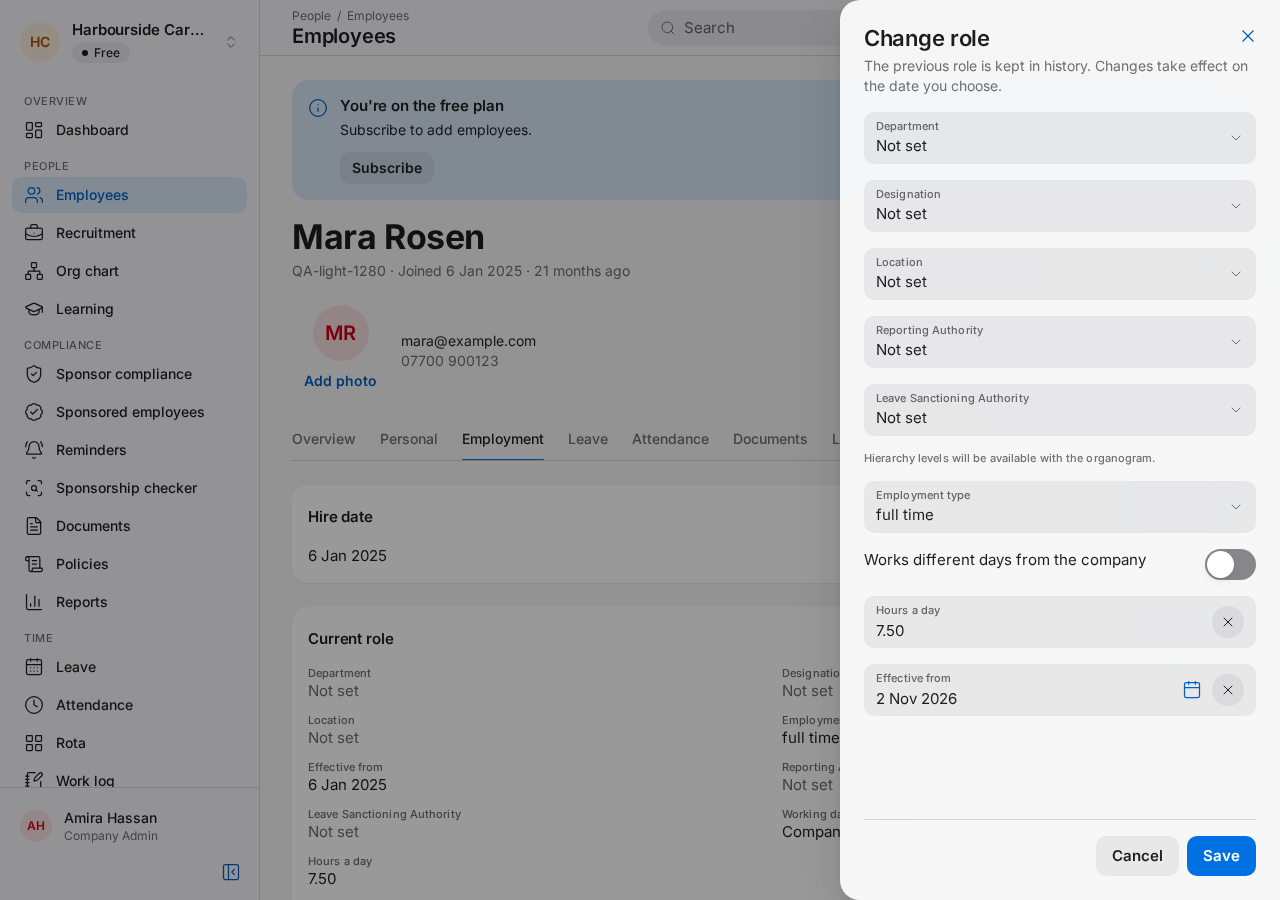 HC
Harbourside Car...
Free
OVERVIEW
Dashboard
PEOPLE
Employees
Recruitment
Org chart
Learning
COMPLIANCE
Sponsor compliance
Sponsored employees
Reminders
Sponsorship checker
Documents
Policies
Reports
TIME
Leave
Attendance
Rota
Work log
AH
Amira Hassan
Company Admin
People / Employees
Employees
Search
You're on the free plan
Subscribe to add employees.
Subscribe
Mara Rosen
QA-light-1280 · Joined 6 Jan 2025 · 21 months ago
MR
mara@example.com
07700 900123
Add photo
Overview Personal Employment Leave Attendance Documents L
Hire date
6 Jan 2025
Current role
Department
Not set
Designatio
Not set
Location
Not set
Employme
full time
Effective from
6 Jan 2025
Reporting A
Not set
Leave Sanctioning Authority
Not set
Working da
Compan
Hours a day
7.50
Change role
The previous role is kept in history. Changes take effect on
the date you choose.
Department
Not set
Designation
Not set
Location
Not set
Reporting Authority
Not set
Leave Sanctioning Authority
Not set
Hierarchy levels will be available with the organogram.
Employment type
full time
Works different days from the company
Hours a day
7.50
Effective from
2 Nov 2026
Cancel
Save